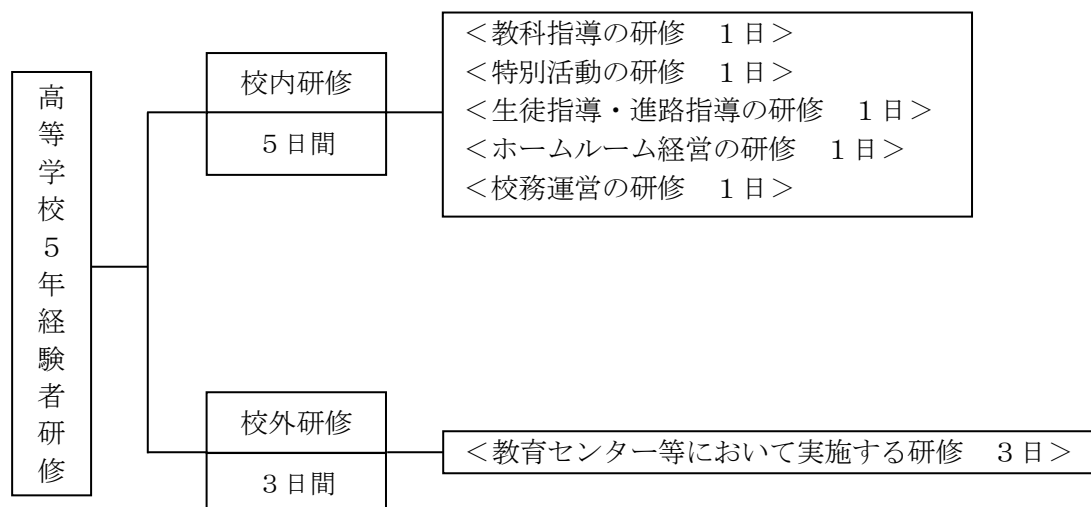 高等学校5年経験者研修
校内研修
5日間
＜教科指導の研修　1日＞
＜特別活動の研修　1日＞
＜生徒指導・進路指導の研修　1日＞
＜ホームルーム経営の研修　1日＞
＜校務運営の研修　1日＞
校外研修
3日間
＜教育センター等において実施する研修　3日＞